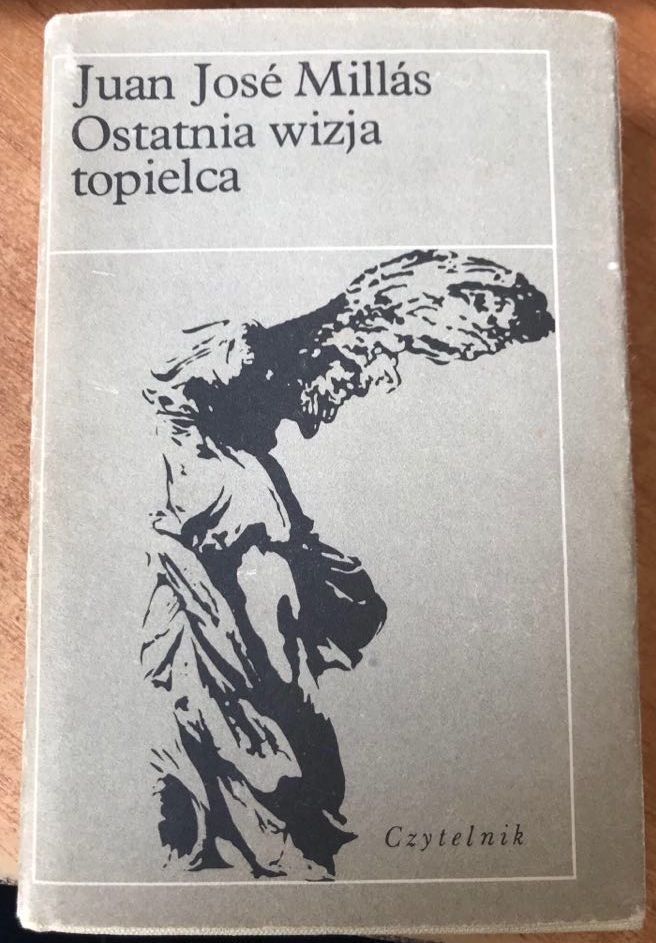 Juan José Millás
Ostatnia wizja
topielca
Czytelnik